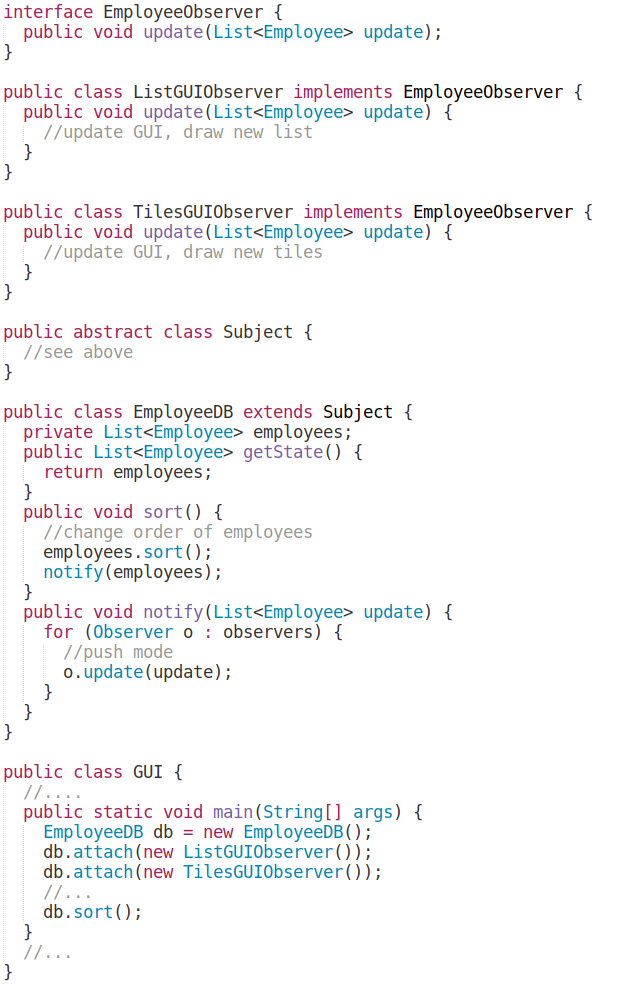 interface EmployeeObserver {
  public void update(List<Employee> update);
}

public class ListGUIObserver implements EmployeeObserver {
  public void update(List<Employee> update) {
    //update GUI, draw new list
  }
}

public class TilesGUIObserver implements EmployeeObserver {
  public void update(List<Employee> update) {
    //update GUI, draw new tiles
  }
}

public abstract class Subject {
  //see above
}

public class EmployeeDB extends Subject {
  private List<Employee> employees;
  public List<Employee> getState() {
    return employees;
  }
  public void sort() {
    //change order of employees
    employees.sort();
    notify(employees);
  }
  public void notify(List<Employee> update) {
    for (Observer o : observers) {
      //push mode
      o.update(update);
    }
  }
}

public class GUI {
  //....
  public static void main(String[] args) {
    EmployeeDB db = new EmployeeDB();
    db.attach(new ListGUIObserver());
    db.attach(new TilesGUIObserver());
    //...
    db.sort();
  }
  //...
}